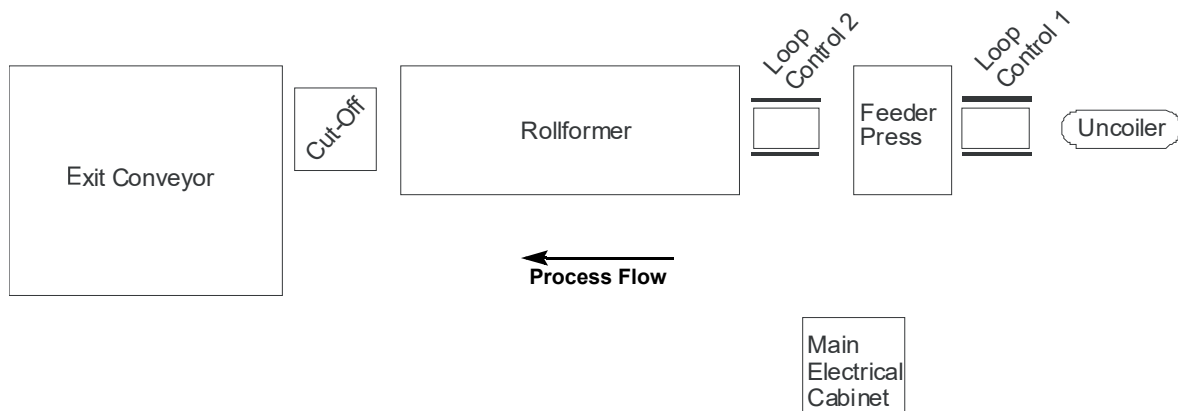 Loop
Control 2
Loop
Control 1
Exit Conveyor
Cut-Off
Rollformer
Feeder
Press
Uncoiler
Process Flow
Main
Electrical
Cabinet